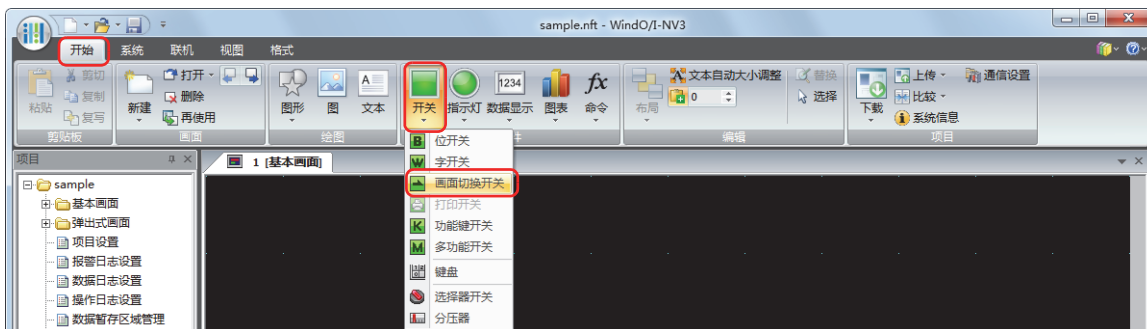 sample.nft - WindO/I-NV3
开始 系统 联机 视图 格式
粘贴 剪切 复制 复写
剪贴板
新建 打开 删除 再使用
画面
图形 图 文本
绘图
开关 指示灯 1234 数据显示 图表 fx 命令
件
布局 文本自动大小调整 0 替换 选择
编辑
下载 上传 比较 系统信息 通信设置
项目
项目
1 [基本画面]
sample
基本画面
弹出式画面
项目设置
报警日志设置
数据日志设置
操作日志设置
数据暂存区域管理
B 位开关
W 字开关
画面切换开关
打印开关
K 功能键开关
M 多功能开关
键盘
选择器开关
分压器